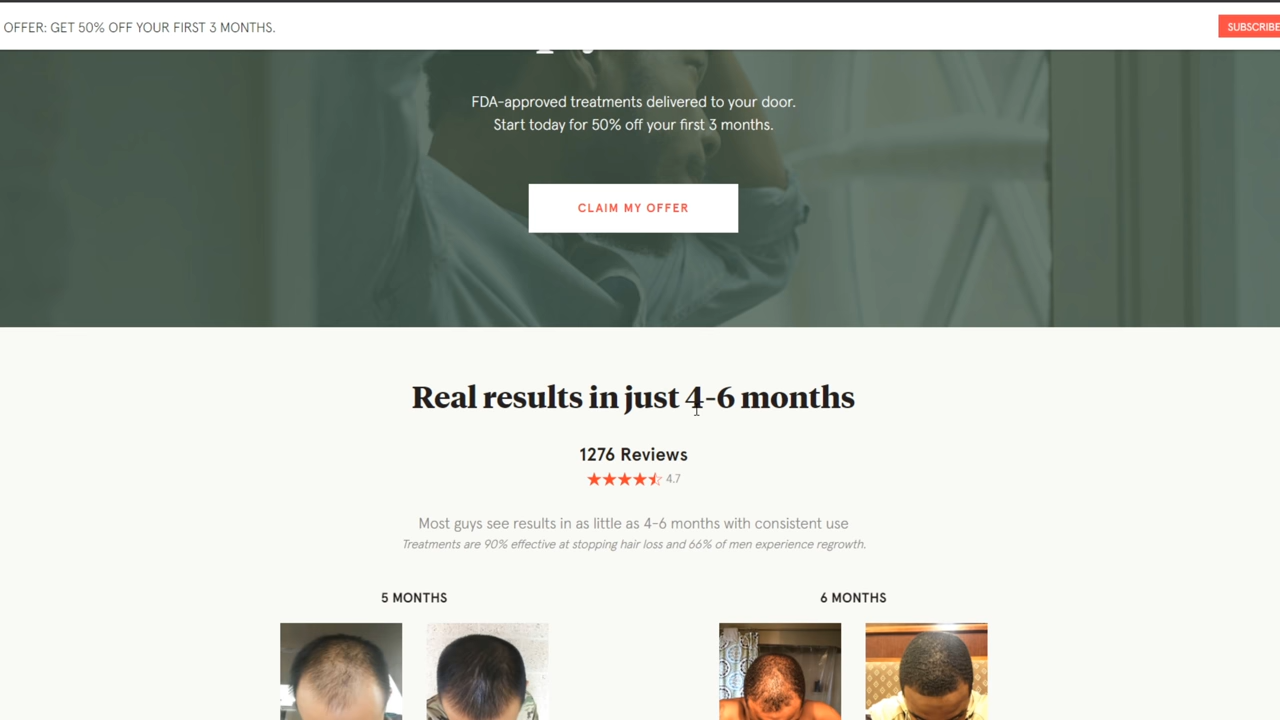 OFFER: GET 50% OFF YOUR FIRST 3 MONTHS.
SUBSCRIBE
FDA-approved treatments delivered to your door.
Start today for 50% off your first 3 months.
CLAIM MY OFFER
Real results in just 4-6 months
1276 Reviews
4.7
Most guys see results in as little as 4-6 months with consistent use
Treatments are 90% effective at stopping hair loss and 66% of men experience regrowth.
5 MONTHS
6 MONTHS